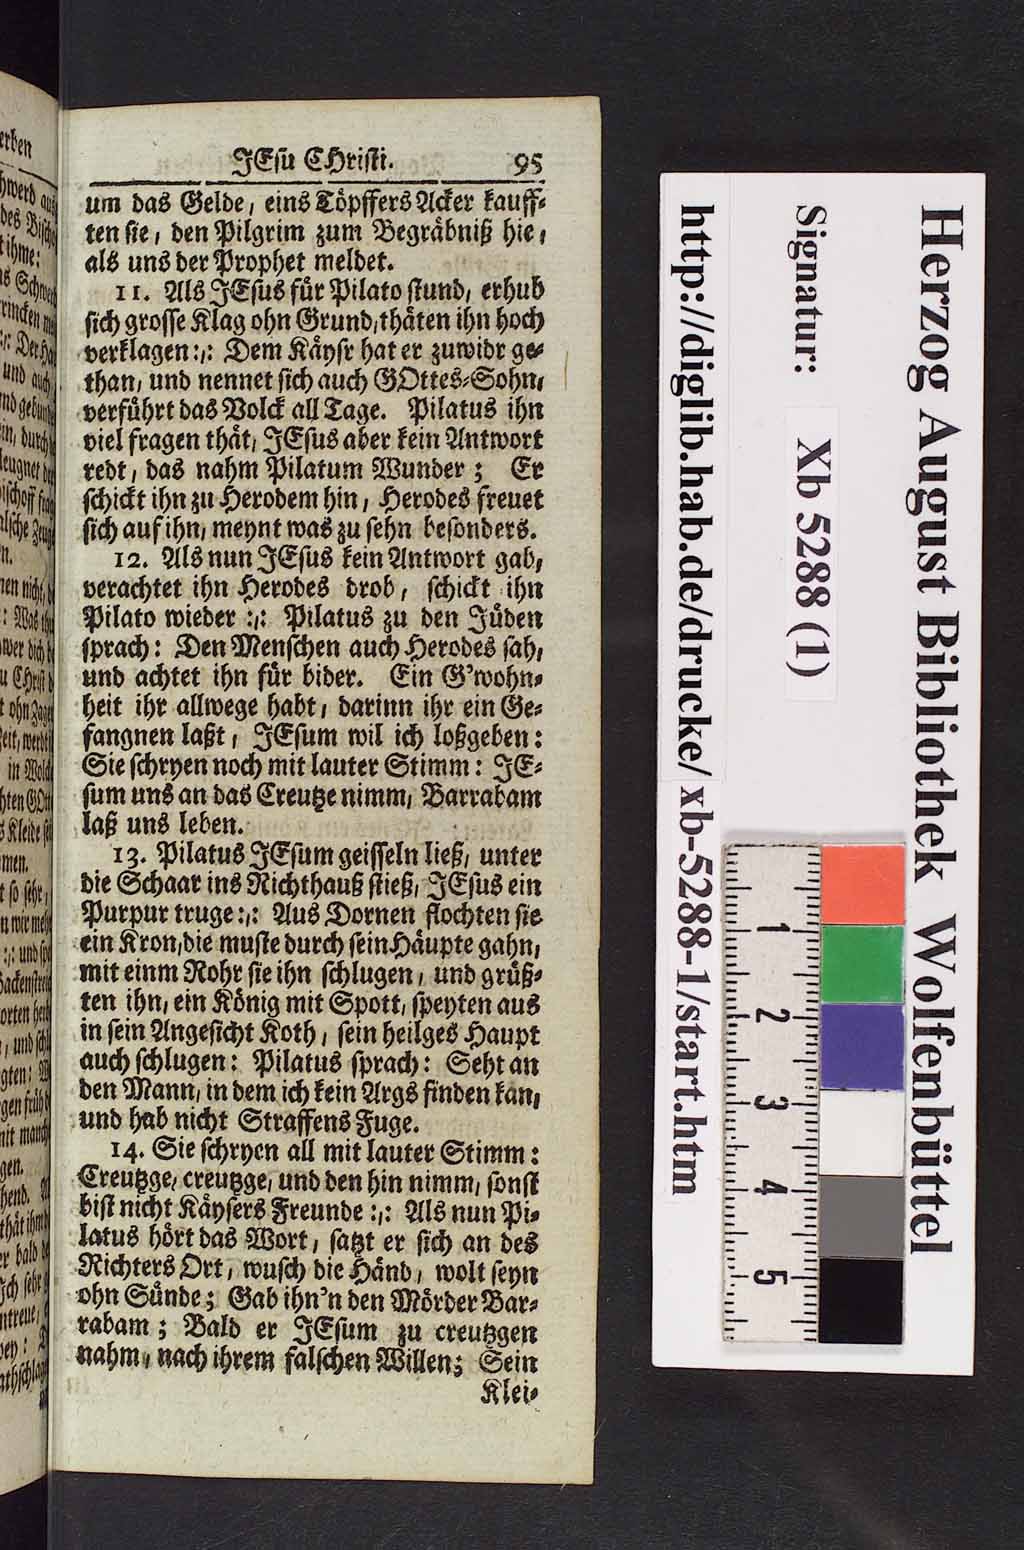 JEsu CHristi. 95
um das Gelde, eins Töpffers Acker kauff-
ten sie, den Pilgrim zum Begräbniß hie,
als uns der Prophet meldet.
11. Als JEsus für Pilato stund, erhub
sich grosse Klag ohn Grund, thäten ihn hoch
verklagen :,: Dem Käysr hat er zuwidr ge-
than, und nennet sich auch GOttes-Sohn,
verführt das Volck all Tage. Pilatus ihn
viel fragen thät, JEsus aber kein Antwort
redt, das nahm Pilatum Wunder; Er
schickt ihn zu Herodem hin, Herodes freuet
sich auf ihn, meynt was zu sehn besonders.
12. Als nun JEsus kein Antwort gab,
verachtet ihn Herodes drob, schickt ihn
Pilato wieder :,: Pilatus zu den Jüden
sprach: Den Menschen auch Herodes sah,
und achtet ihn für bider. Ein G'wohn-
heit ihr allwege habt, darinn ihr ein Ge-
fangnen laßt, JEsum wil ich loßgeben:
Sie schryen noch mit lauter Stimm: JE-
sum uns an das Creutze nimm, Barrabam
laß uns leben.
13. Pilatus JEsum geisseln ließ, unter
die Schaar ins Richthauß stieß, JEsus ein
Purpur truge :,: Aus Dornen flochten sie
ein Kron, die muste durch sein Häupte gahn,
mit einm Rohr sie ihn schlugen, und grüß-
ten ihn, ein König mit Spott, speyten aus
in sein Angesicht Koth, sein heilges Haupt
auch schlugen: Pilatus sprach: Seht an
den Mann, in dem ich kein Args finden kan,
und hab nicht Straffens Fuge.
14. Sie schryen all mit lauter Stimm:
Creutzge, creutzge, und den hin nimm, sonst
bist nicht Käysers Freunde :,: Als nun Pi-
latus hört das Wort, satzt er sich an des
Richters Ort, wusch die Händ, wolt seyn
ohn Sünde; Gab ihn'n den Mörder Bar-
rabam; Bald er JEsum zu creutzgen
nahm, nach ihrem falschen Willen; Sein
Klei-
Herzog August Bibliothek Wolfenbüttel
Signatur: Xb 5288 (1)
http://diglib.hab.de/drucke/ xb-5288-1/start.htm
1
2
3
4
5